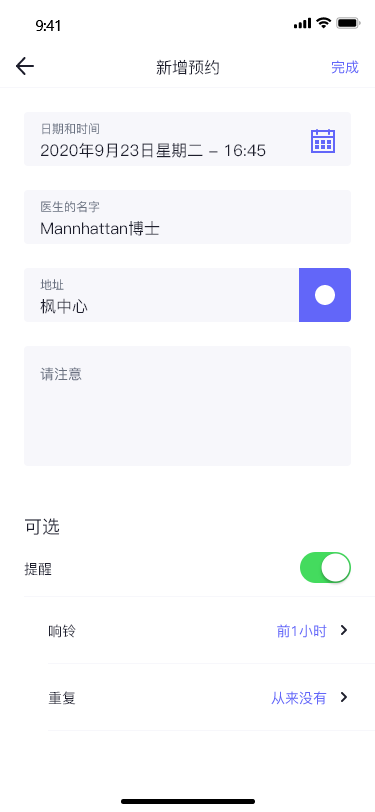 9:41
新增预约
完成
日期和时间
2020年9月23日星期二 – 16:45
医生的名字
Mannhattan博士
地址
枫中心
请注意
可选
提醒
响铃
前1小时
重复
从来没有